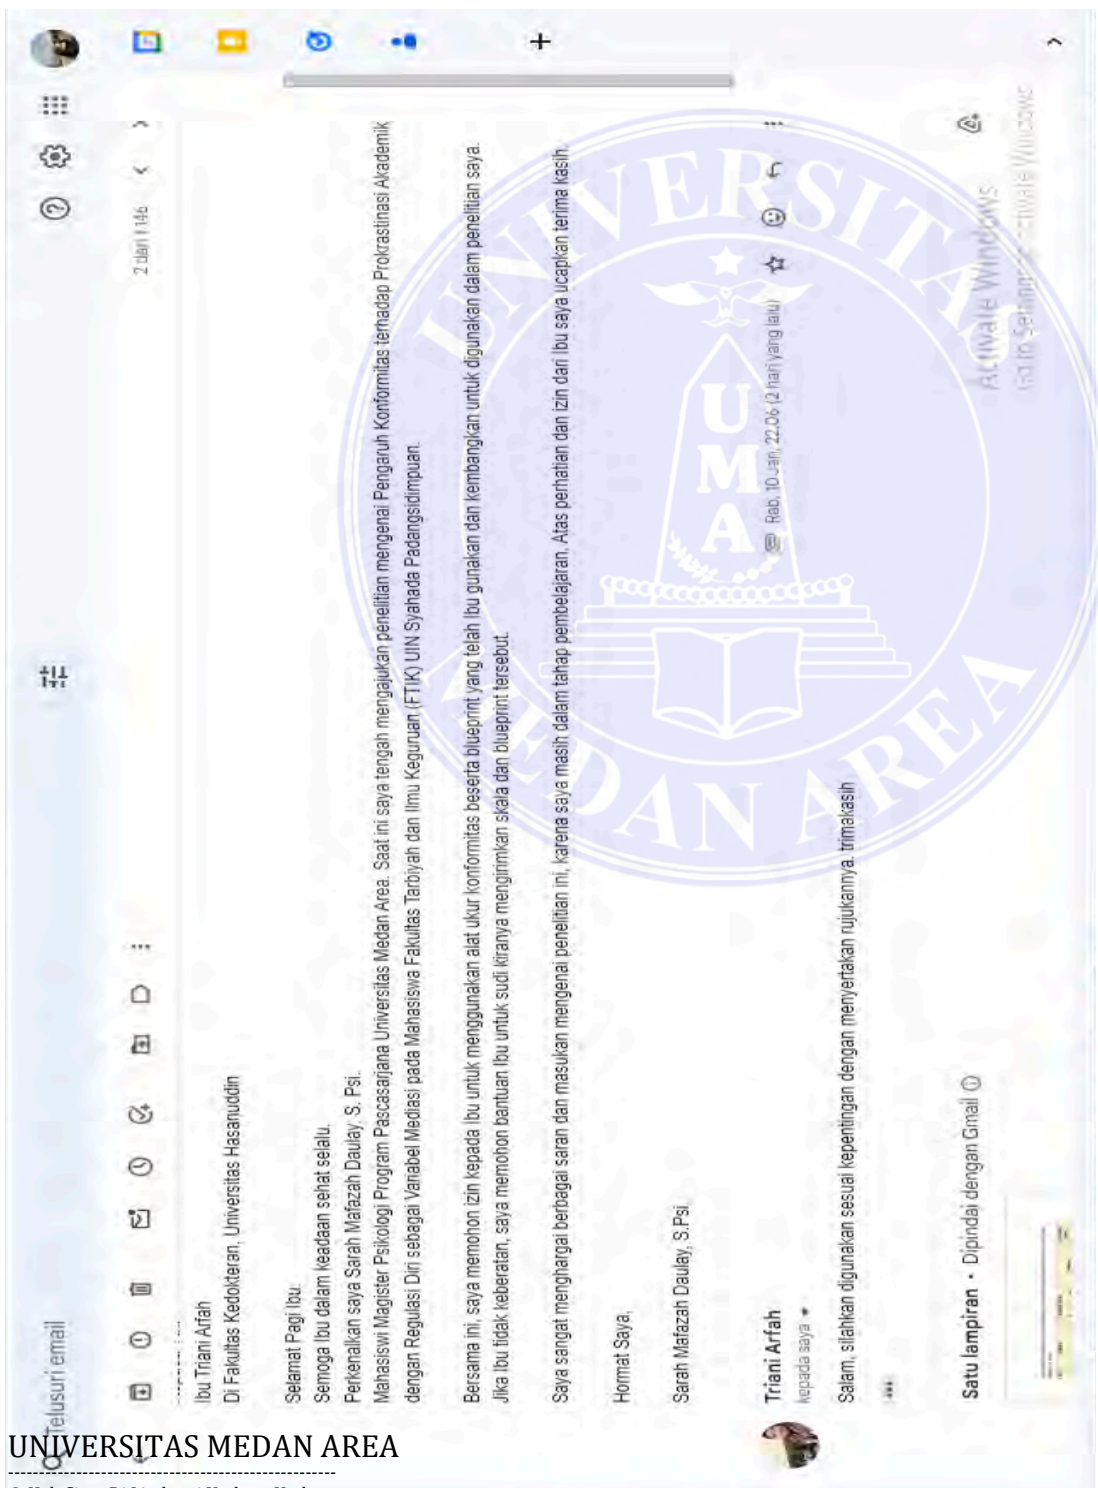 Telusuri email
2 dari 1.146
Ibu Triani Arfah
Di Fakultas Kedokteran, Universitas Hasanuddin
Selamat Pagi Ibu.
Semoga Ibu dalam keadaan sehat selalu.
Perkenalkan saya Sarah Mafazah Daulay, S. Psi.
Mahasiswi Magister Psikologi Program Pascasarjana Universitas Medan Area. Saat ini saya tengah mengajukan penelitian mengenai Pengaruh Konformitas terhadap Prokrastinasi Akademik
dengan Regulasi Diri sebagai Variabel Mediasi pada Mahasiswa Fakultas Tarbiyah dan Ilmu Keguruan (FTIK) UIN Syahada Padangsidimpuan.
Bersama ini, saya memohon izin kepada Ibu untuk menggunakan alat ukur konformitas beserta blueprint yang telah Ibu gunakan dan kembangkan untuk digunakan dalam penelitian saya.
Jika Ibu tidak keberatan, saya memohon bantuan Ibu untuk sudi kiranya mengirimkan skala dan blueprint tersebut.
Saya sangat menghargai berbagai saran dan masukan mengenai penelitian ini, karena saya masih dalam tahap pembelajaran. Atas perhatian dan izin dari Ibu saya ucapkan terima kasih.
Hormat Saya,
Sarah Mafazah Daulay, S.Psi
Triani Arfah
Rab, 10 Jan, 22.06 (2 hari yang lalu)
kepada saya
Salam, silahkan digunakan sesuai kepentingan dengan menyertakan rujukannya. trimakasih
Satu lampiran • Dipindai dengan Gmail
Activate Windows
Go to Settings to activate Windows.
UNIVERSITAS
UMA
MEDAN AREA
UNIVERSITAS MEDAN AREA